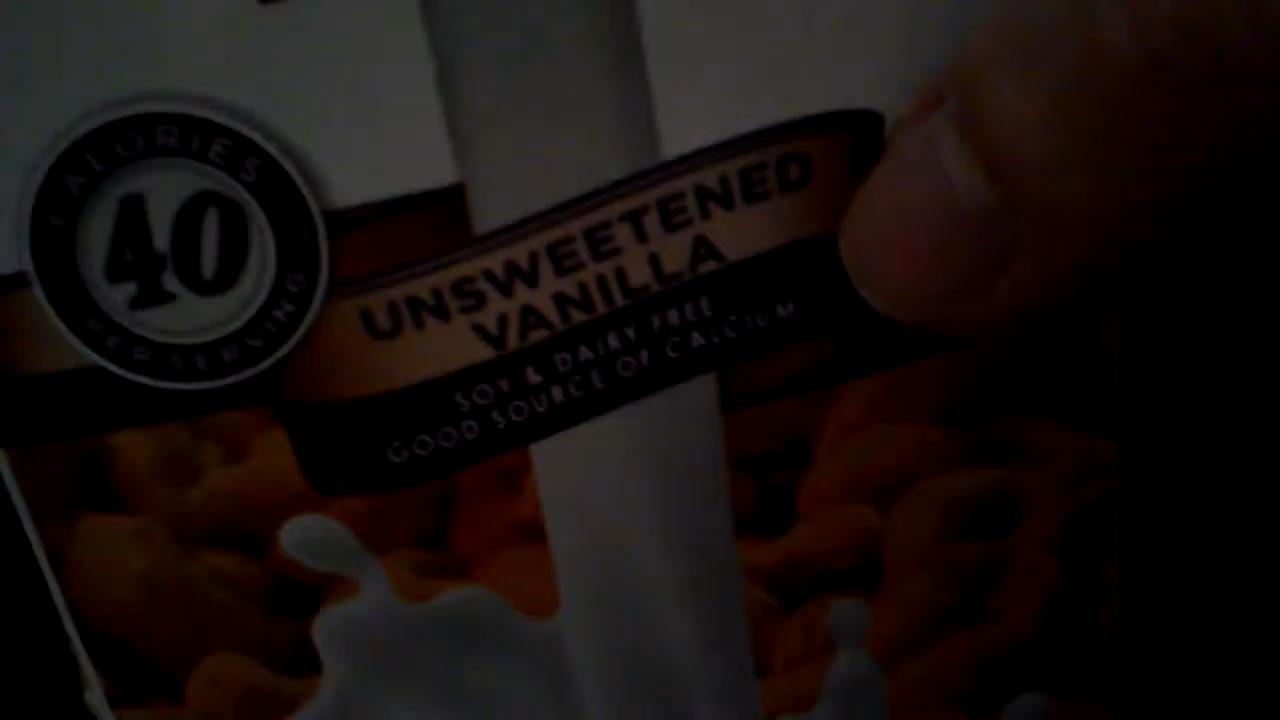 CALORIES
40
PER SERVING
UNSWEETENED
VANILLA
SOY & DAIRY FREE
GOOD SOURCE OF CALCIUM